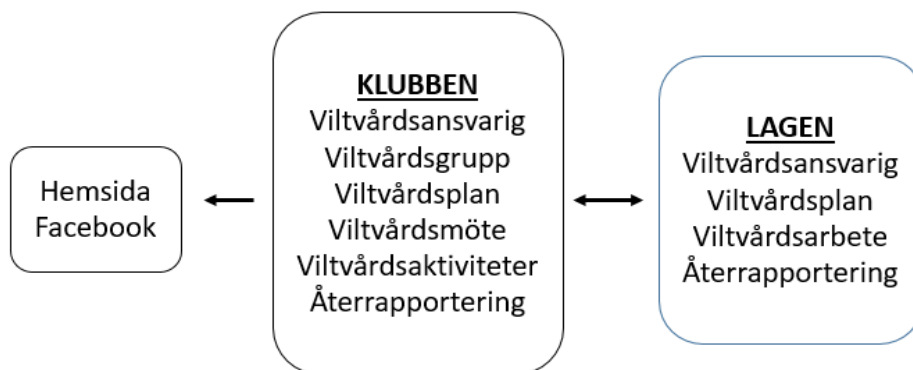 Hemsida
Facebook
KLUBBEN
Viltvårdsansvarig
Viltvårdsgrupp
Viltvårdsplan
Viltvårdsmöte
Viltvårdsaktiviteter
Återrapportering
LAGEN
Viltvårdsansvarig
Viltvårdsplan
Viltvårdsarbete
Återrapportering